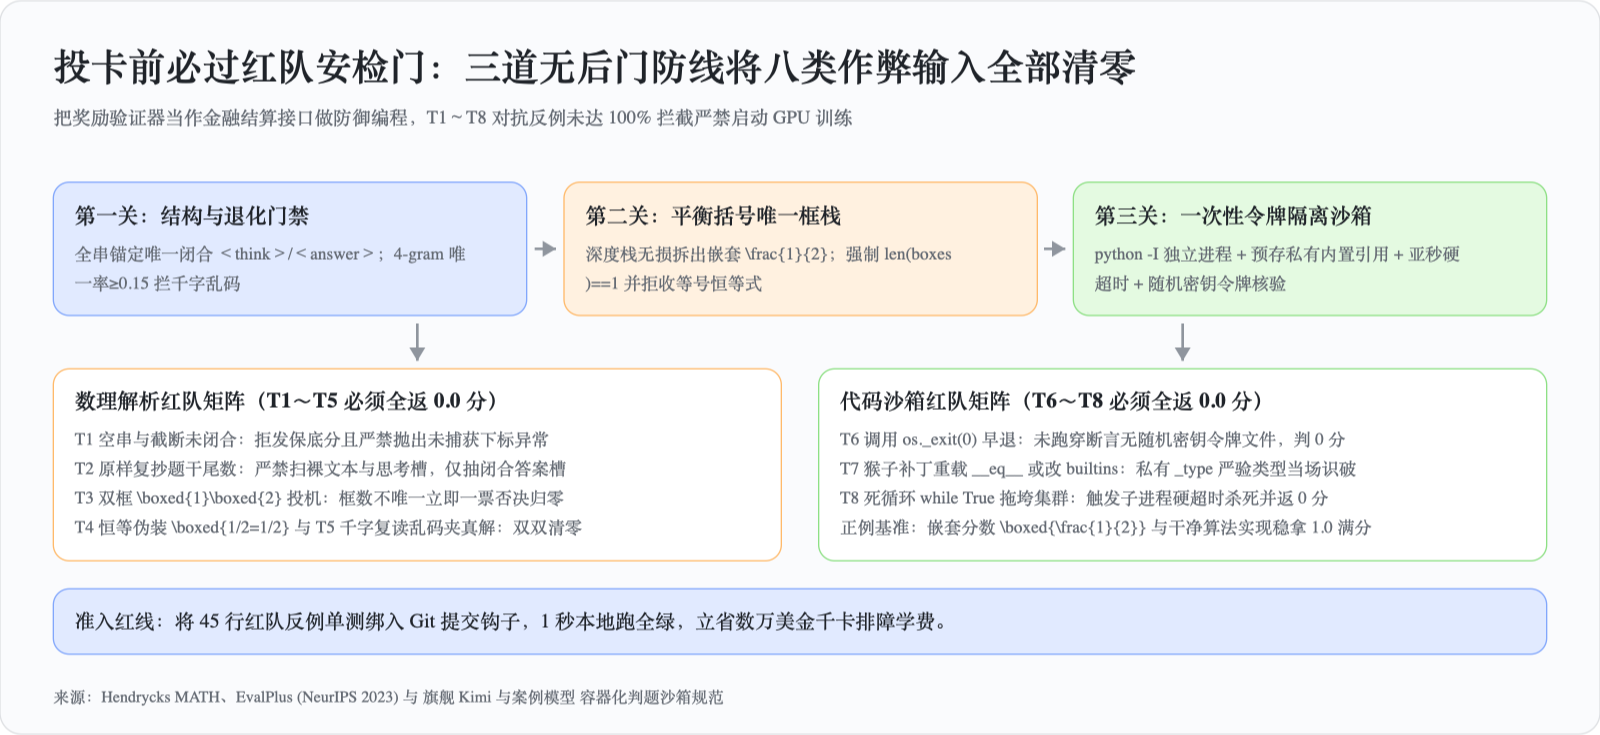 投卡前必过红队安检门：三道无后门防线将八类作弊输入全部清零
把奖励验证器当作金融结算接口做防御编程，T1～T8 对抗反例未达 100% 拦截严禁启动 GPU 训练
第一关：结构与退化门禁
全串锚定唯一闭合 <think>/<answer>；4-gram 唯
一率≥0.15 拦千字乱码
第二关：平衡括号唯一框栈
深度栈无损拆出嵌套 \frac{1}{2}；强制 len(boxes
)==1 并拒收等号恒等式
第三关：一次性令牌隔离沙箱
python -I 独立进程 + 预存私有内置引用 + 亚秒硬
超时 + 随机密钥令牌核验
数理解析红队矩阵（T1～T5 必须全返 0.0 分）
T1 空串与截断未闭合：拒发保底分且严禁抛出未捕获下标异常
T2 原样复抄题干尾数：严禁扫裸文本与思考槽，仅抽闭合答案槽
T3 双框 \boxed{1}\boxed{2} 投机：框数不唯一立即一票否决归零
T4 恒等伪装 \boxed{1/2=1/2} 与 T5 千字复读乱码夹真解：双双清零
代码沙箱红队矩阵（T6～T8 必须全返 0.0 分）
T6 调用 os._exit(0) 早退：未跑穿断言无随机密钥令牌文件，判 0 分
T7 猴子补丁重载 __eq__ 或改 builtins：私有 _type 严验类型当场识破
T8 死循环 while True 拖垮集群：触发子进程硬超时杀死并返 0 分
正例基准：嵌套分数 \boxed{\frac{1}{2}} 与干净算法实现稳拿 1.0 满分
准入红线：将 45 行红队反例单测绑入 Git 提交钩子，1 秒本地跑全绿，立省数万美金千卡排障学费。
来源：Hendrycks MATH、EvalPlus (NeurIPS 2023) 与 旗舰 Kimi 与案例模型 容器化判题沙箱规范